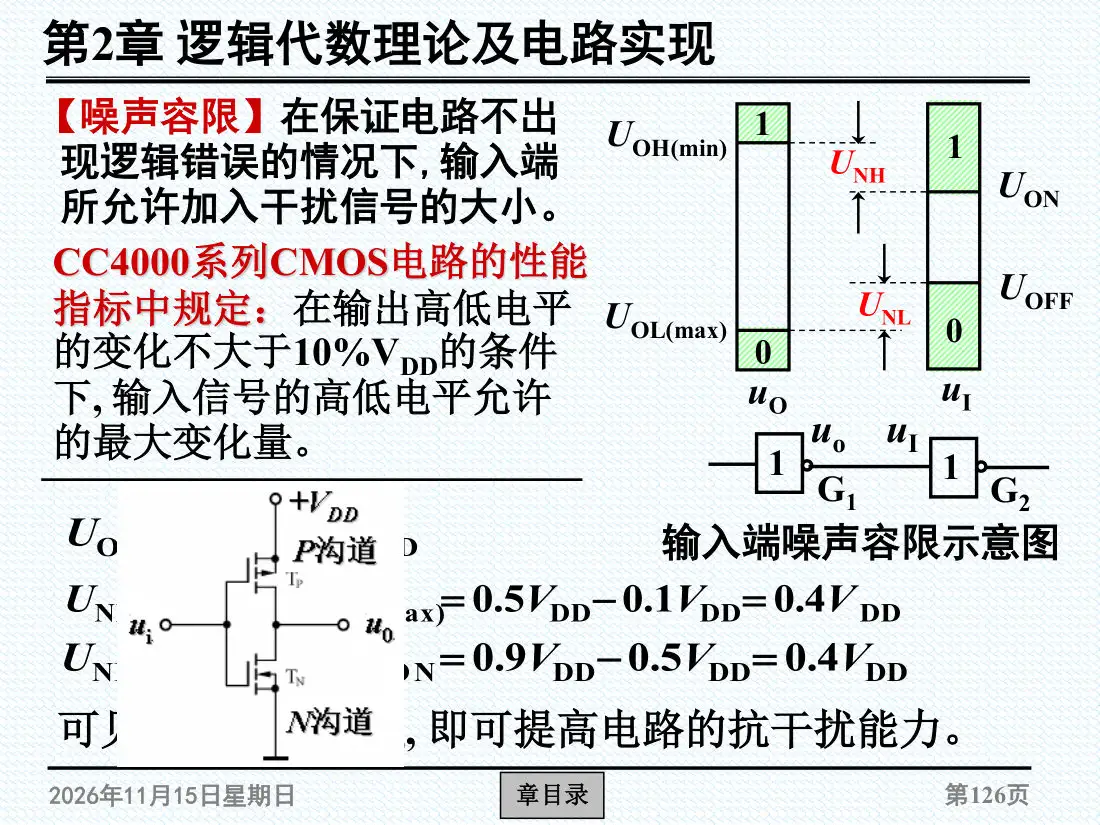 第2章 逻辑代数理论及电路实现
【噪声容限】在保证电路不出
现逻辑错误的情况下,输入端
所允许加入干扰信号的大小。
CC4000系列CMOS电路的性能
指标中规定：在输出高低电平
的变化不大于10%VDD的条件
下,输入信号的高低电平允许
的最大变化量。
UOH(min)
1
UNH
1
UON
UOL(max)
0
UNL
0
UOFF
uO
uI
1
uo
uI
1
G1
G2
输入端噪声容限示意图
+VDD
P沟道
TP
ui
u0
TN
N沟道
UO
D
UN
ax)=0.5VDD−0.1VDD=0.4VDD
UN
N=0.9VDD−0.5VDD=0.4VDD
可
,即可提高电路的抗干扰能力。
2026年11月15日星期日
章目录
第126页